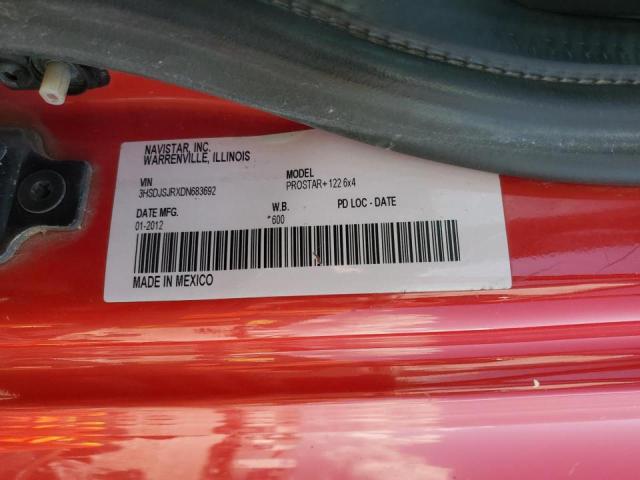 NAVISTAR, INC.
WARRENVILLE, ILLINOIS
VIN MODEL
3HSDJSJRXDN683692 PROSTAR+ 122 6x4
DATE MFG. W.B. PD LOC - DATE
01-2012 *600
MADE IN MEXICO